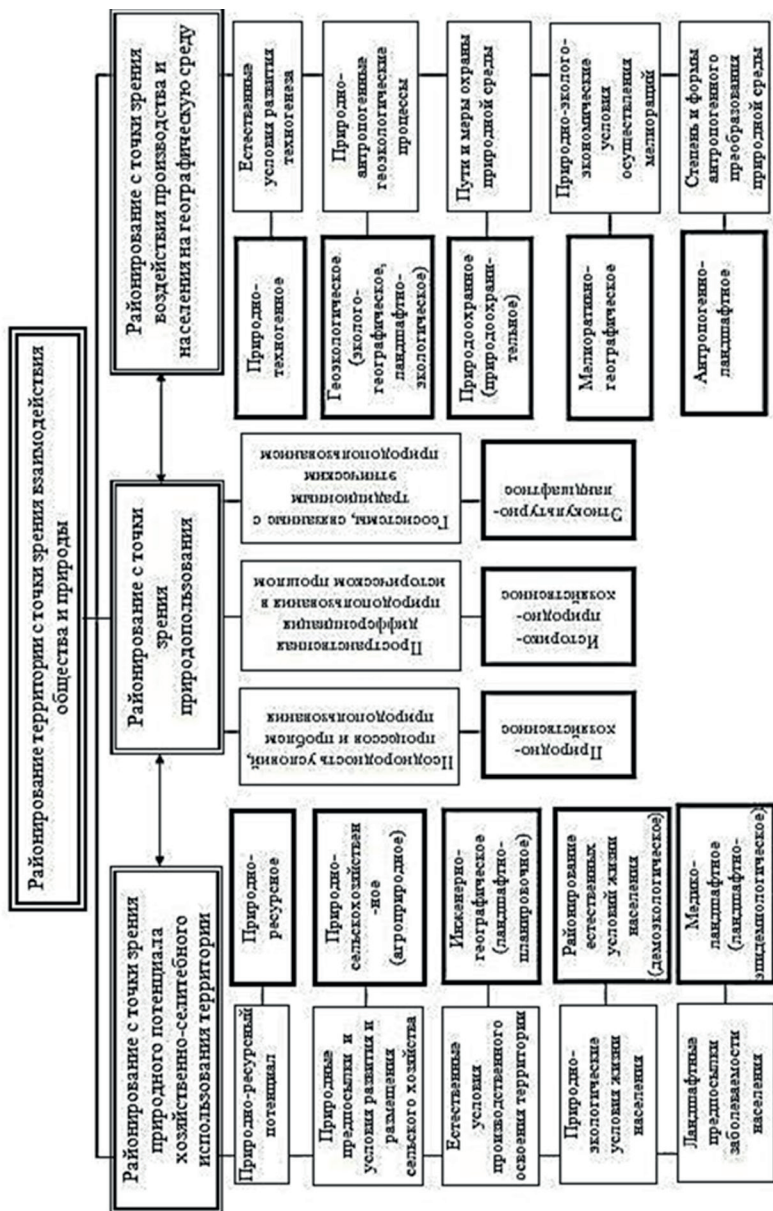 Районирование территории с точки зрения взаимодействия
общества и природы
Районирование с точки зрения
природного потенциала
хозяйственно-селитебного
использования территории
Районирование с точки
зрения
природопользования
Районирование с точки зрения
воздействия производства и
населения на географическую среду
Природно-ресурсный
потенциал
Природно-
ресурсное
Природные
предпосылки и
условия развития и
размещения
сельского хозяйства
Природно-
сельскохозяйствен
-ное
(агроприродное)
Естественные
условия
производственного
освоения территории
Инженерно-
географическое
(ландшафтно-
планировочное)
Природно-
экологические
условия жизни
населения
Районирование
естественных
условий жизни
населения
(демоэкологическое)
Ландшафтные
предпосылки
заболеваемости
населения
Медико-
ландшафтное
(ландшафтно-
эпидемиологическое)
Неоднородность условий,
процессов и проблем
природопользования
Природно-
хозяйственное
Пространственная
дифференциация
природопользования в
историческом прошлом
Историко-
природно-
хозяйственное
Геосистемы, связанные с
традиционным
этническим
природопользованием
Этнокультурно-
ландшафтное
Природно-
техногенное
Естественные
условия развития
техногенеза
Геоэкологическое
(эколого-
географическое,
ландшафтно-
экологическое)
Природно-
антропогенные
геоэкологические
процессы
Природоохранное
(природоохрани-
тельное)
Пути и меры охраны
природной среды
Мелиоративно-
географическое
Природно-эколого-
экономические
условия
осуществления
мелиораций
Антропогенно-
ландшафтное
Степень и формы
антропогенного
преобразования
природной среды